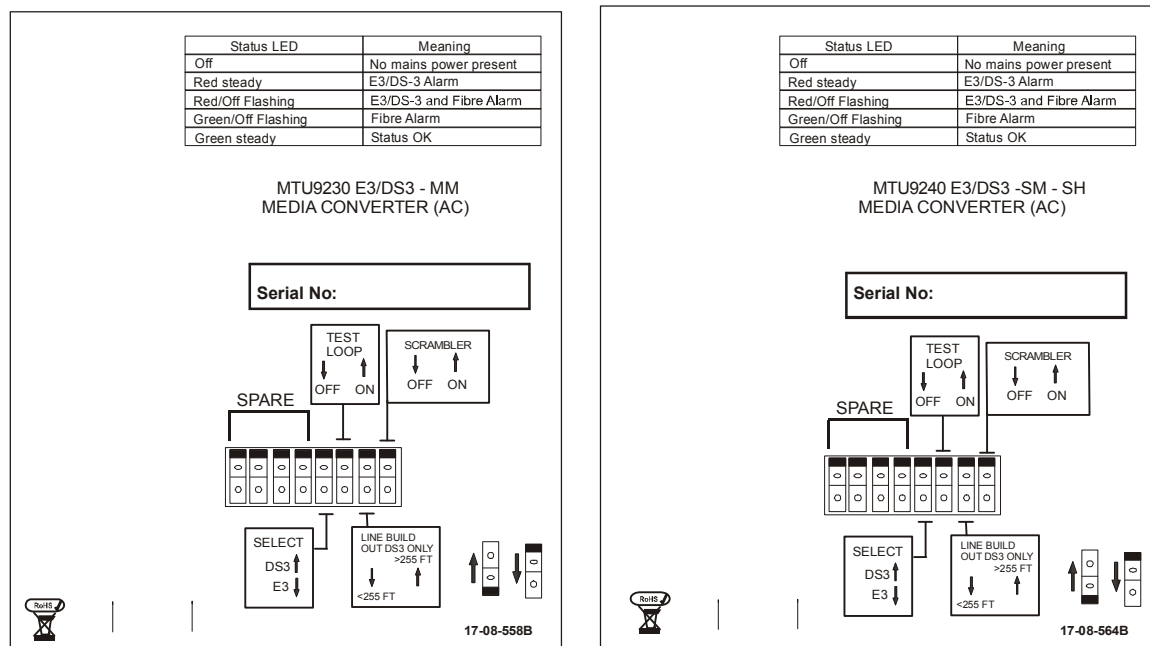 Status LED Meaning
Off No mains power present
Red steady E3/DS-3 Alarm
Red/Off Flashing E3/DS-3 and Fibre Alarm
Green/Off Flashing Fibre Alarm
Green steady Status OK
MTU9230 E3/DS3 - MM
MEDIA CONVERTER (AC)
Serial No:
TEST
LOOP
OFF ON
SCRAMBLER
OFF ON
SPARE
SELECT
DS3
E3
LINE BUILD
OUT DS3 ONLY
>255 FT
<255 FT
RoHS
17-08-558B
Status LED Meaning
Off No mains power present
Red steady E3/DS-3 Alarm
Red/Off Flashing E3/DS-3 and Fibre Alarm
Green/Off Flashing Fibre Alarm
Green steady Status OK
MTU9240 E3/DS3 -SM - SH
MEDIA CONVERTER (AC)
Serial No:
TEST
LOOP
OFF ON
SCRAMBLER
OFF ON
SPARE
SELECT
DS3
E3
LINE BUILD
OUT DS3 ONLY
>255 FT
<255 FT
RoHS
17-08-564B